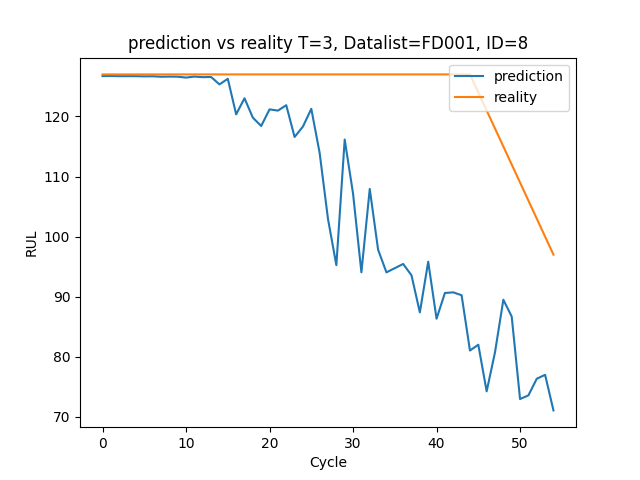 prediction vs reality T=3, Datalist=FD001, ID=8
prediction
reality
RUL
120
110
100
90
80
70
0 10 20 30 40 50
Cycle